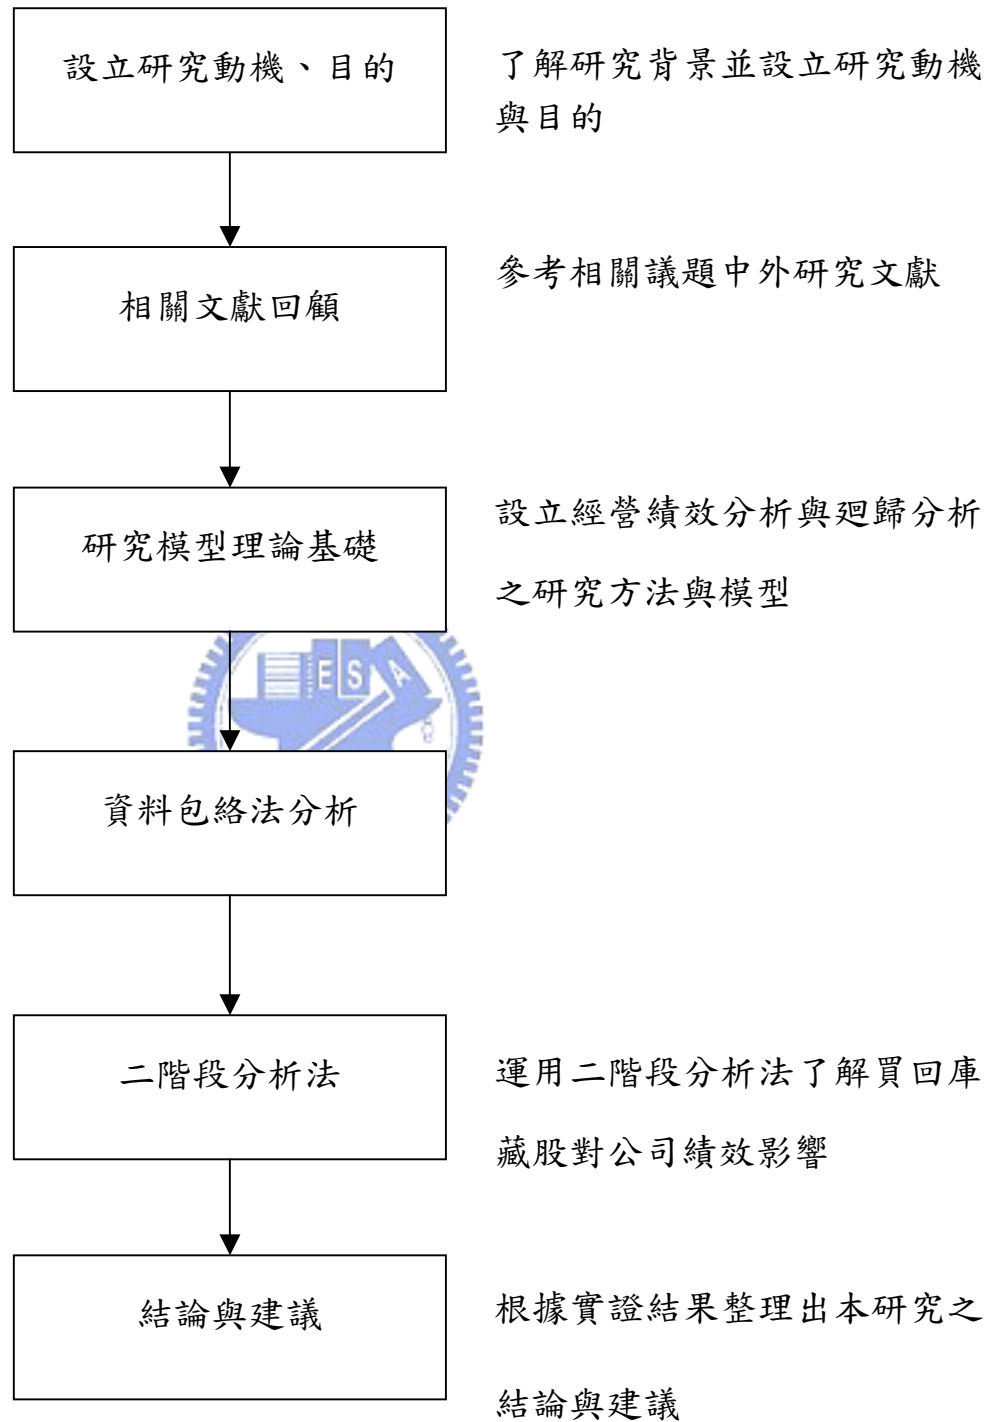 設立研究動機、目的
了解研究背景並設立研究動機
與目的
相關文獻回顧
參考相關議題中外研究文獻
研究模型理論基礎
設立經營績效分析與迴歸分析
之研究方法與模型
ESA
資料包絡法分析
二階段分析法
運用二階段分析法了解買回庫
藏股對公司績效影響
結論與建議
根據實證結果整理出本研究之
結論與建議